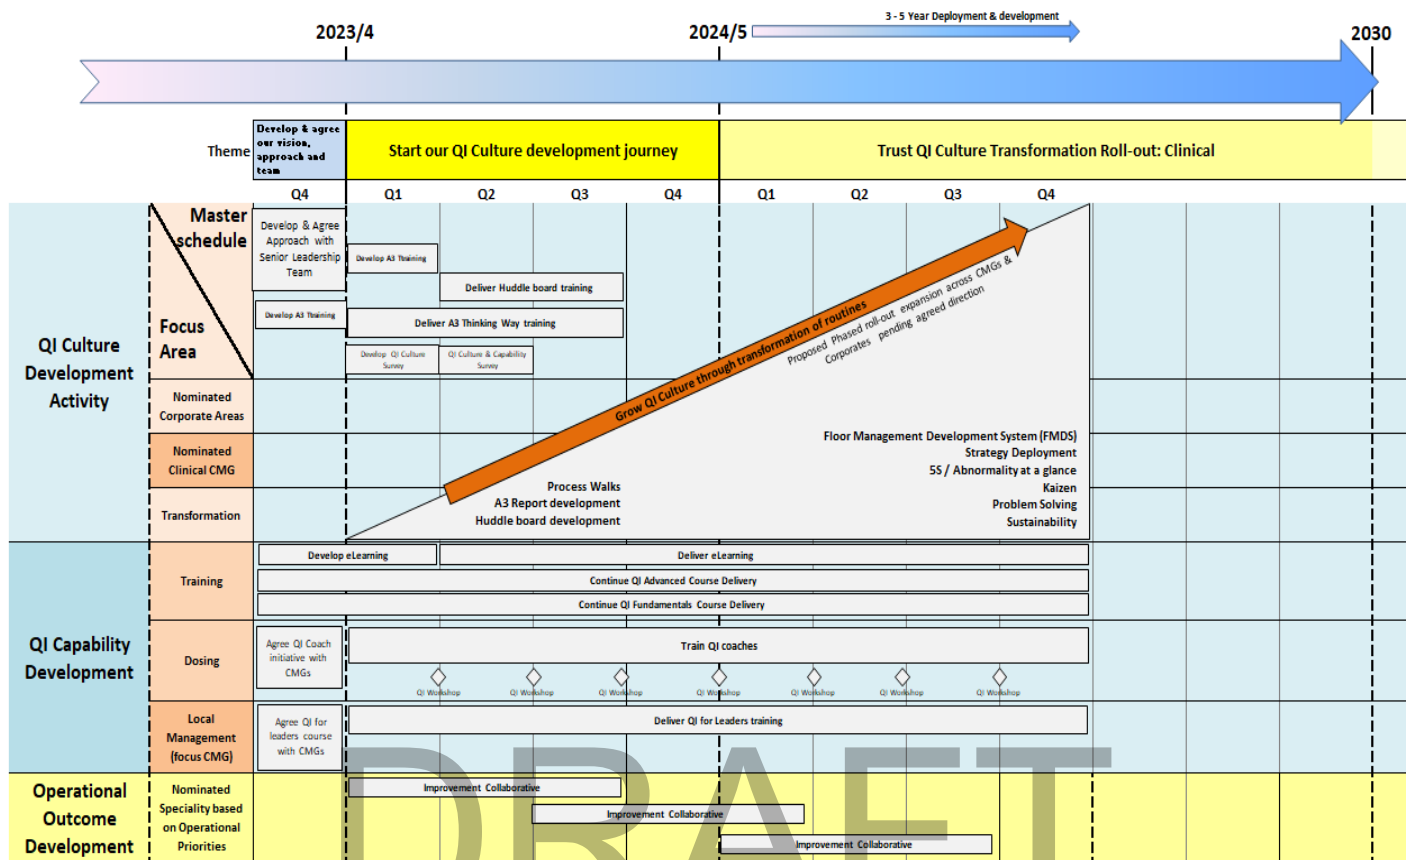 3 - 5 Year Deployment & development
2023/4
2024/5
2030
Theme
Develop & agree
our vision,
approach and
team
Start our QI Culture development journey
Trust QI Culture Transformation Roll-out: Clinical
Q4
Q1
Q2
Q3
Q4
Q1
Q2
Q3
Q4
QI Culture
Development
Activity
Master
schedule
Focus
Area
Develop & Agree
Approach with
Senior Leadership
Team
Develop A3 Ttraining
Deliver Huddle board training
Develop A3 Ttraining
Deliver A3 Thinking Way training
Develop QI Culture
Survey
QI Culture & Capability
Survey
Grow QI Culture through transformation of routines
Proposed Phased roll-out expansion across CMGs &
Corporates pending agreed direction
Nominated
Corporate Areas
Nominated
Clinical CMG
Transformation
Process Walks
A3 Report development
Huddle board development
Floor Management Development System (FMDS)
Strategy Deployment
5S / Abnormality at a glance
Kaizen
Problem Solving
Sustainability
QI Capability
Development
Training
Develop eLearning
Deliver eLearning
Continue QI Advanced Course Delivery
Continue QI Fundamentals Course Delivery
Dosing
Agree QI Coach
initiative with
CMGs
Train QI coaches
QI Workshop
QI Workshop
QI Workshop
QI Workshop
QI Workshop
QI Workshop
QI Workshop
Local
Management
(focus CMG)
Agree QI for
leaders course
with CMGs
Deliver QI for Leaders training
Operational
Outcome
Development
Nominated
Speciality based
on Operational
Priorities
Improvement Collaborative
Improvement Collaborative
Improvement Collaborative
DRAFT